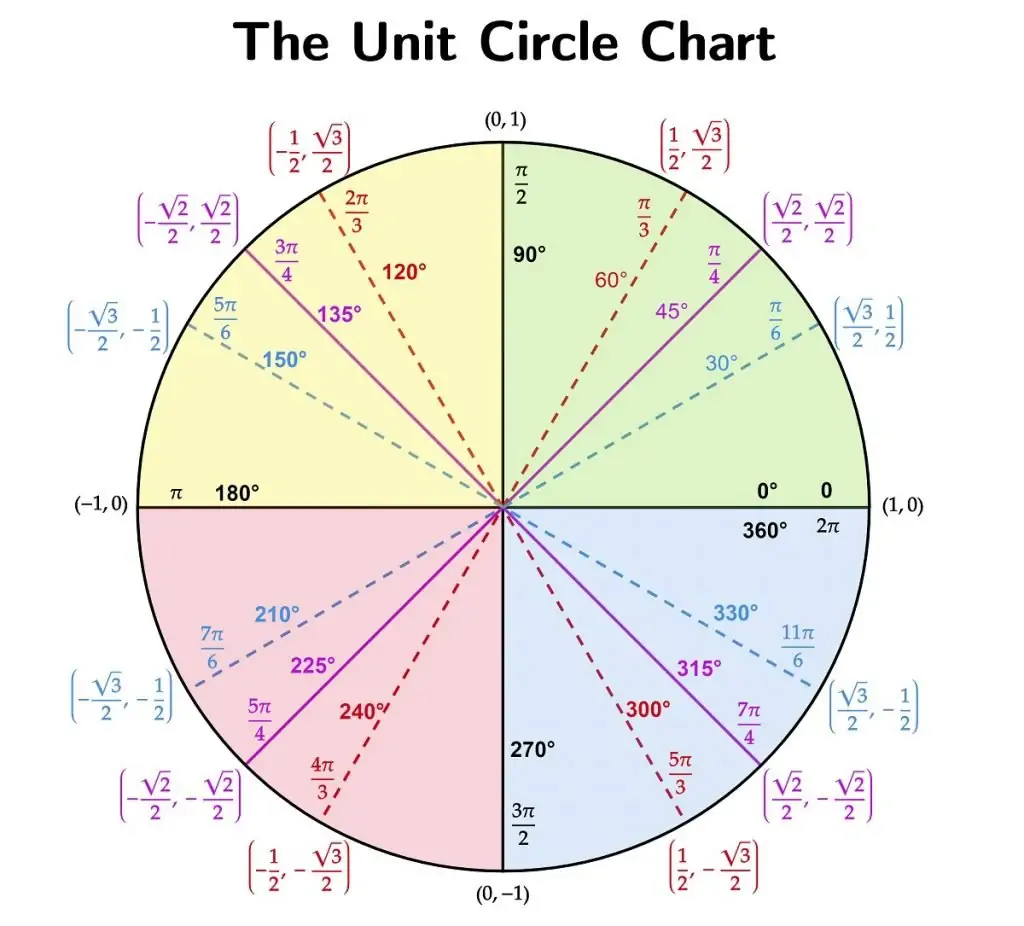 The Unit Circle Chart
(0, 1)
(-1/2, √3/2)
(1/2, √3/2)
2π/3
π/2
π/3
(-√2/2, √2/2)
(√2/2, √2/2)
3π/4
90°
π/4
120°
60°
(-√3/2, -1/2)
5π/6
135°
45°
π/6
(√3/2, 1/2)
150°
30°
(−1, 0)
π 180°
0° 0
(1, 0)
360° 2π
210°
330°
7π/6
11π/6
225°
315°
(-√3/2, -1/2)
(√3/2, -1/2)
5π/4
240°
300°
7π/4
270°
4π/3
5π/3
(-√2/2, -√2/2)
(√2/2, -√2/2)
3π/2
(-1/2, -√3/2)
(1/2, -√3/2)
(0, −1)